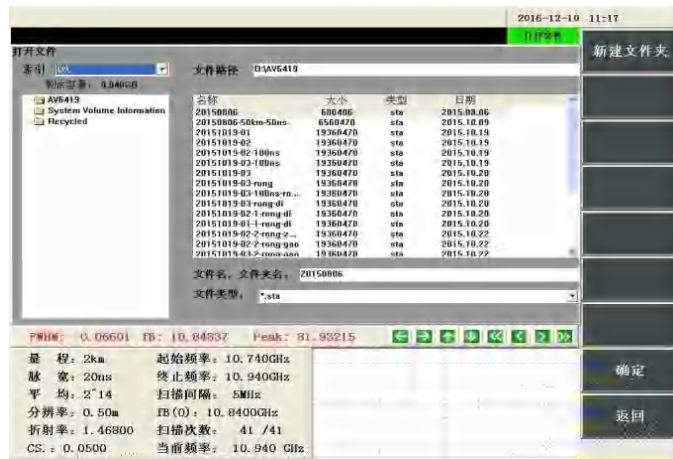 2016-12-10 11:17
打开文件
打开文件
新建文件夹
索引
文件路径 D:\AV6419
剩余容量: 0.040GB
AV6419
System Volume Information
Recycled
名称 大小 类型 日期
20150806 600406 sta 2015.08.06
20150806-50km-50ns 6560470 sta 2015.10.09
20151019-01 19360470 sta 2015.10.19
20151019-02 19360470 sta 2015.10.19
20151019-02-100ns 19360470 sta 2015.10.19
20151019-03-100ns 19360470 sta 2015.10.19
20151019-03 19360470 sta 2015.10.20
20151019-03-rong 19360470 sta 2015.10.20
20151019-03-100ns-ro... 19360470 sta 2015.10.20
20151019-03-rong-di 19360470 sta 2015.10.20
20151019-02-1-rong-di 19360470 sta 2015.10.20
20151019-01-1-rong-di 19360470 sta 2015.10.20
20151019-02-2-rong-z... 19360470 sta 2015.10.22
20151019-02-2-rong-gao 19360470 sta 2015.10.22
20151019-03-2-rong-gao 19360470 sta 2015.10.22
文件名，文件夹名: 20150806
文件类型: *.sta
FWHM: 0.06601 fB: 10.84837 Peak: 81.93215
量 程: 2km 起始频率: 10.740GHz
脉 宽: 20ns 终止频率: 10.940GHz
平 均: 2^14 扫描间隔: 5MHz
分辨率: 0.50m fB(0): 10.8400GHz
折射率: 1.46800 扫描次数: 41 /41
CS.: 0.0500 当前频率: 10.940 GHz
确定
返回